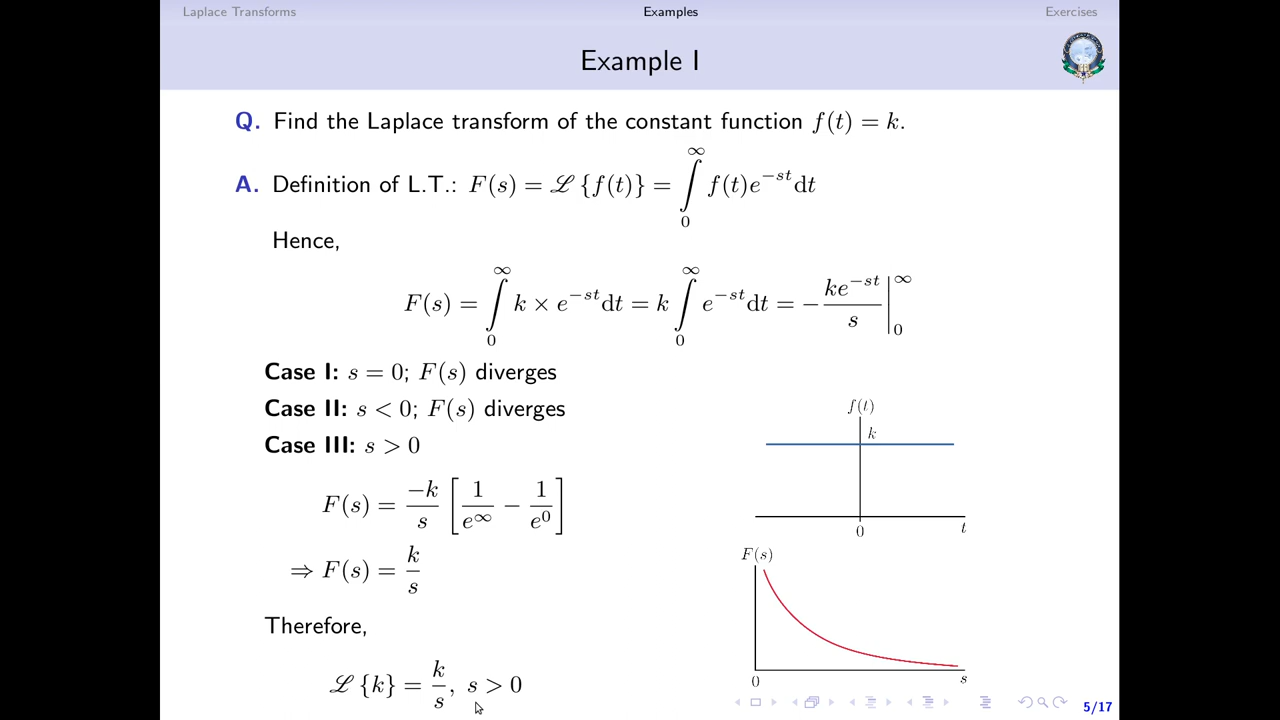 Laplace Transforms Examples Exercises
Example I
Q. Find the Laplace transform of the constant function f(t) = k.
A. Definition of L.T.: F(s) = ℒ {f(t)} = ∫₀^∞ f(t)e^{−st}dt
Hence,
F(s) = ∫₀^∞ k × e^{−st}dt = k ∫₀^∞ e^{−st}dt = − ke^{−st}/s |₀^∞
Case I: s = 0; F(s) diverges
Case II: s < 0; F(s) diverges
Case III: s > 0
F(s) = −k/s [1/e^∞ − 1/e^0]
⇒ F(s) = k/s
Therefore,
ℒ {k} = k/s, s > 0
f(t)
k
0 t
F(s)
0 s
5/17